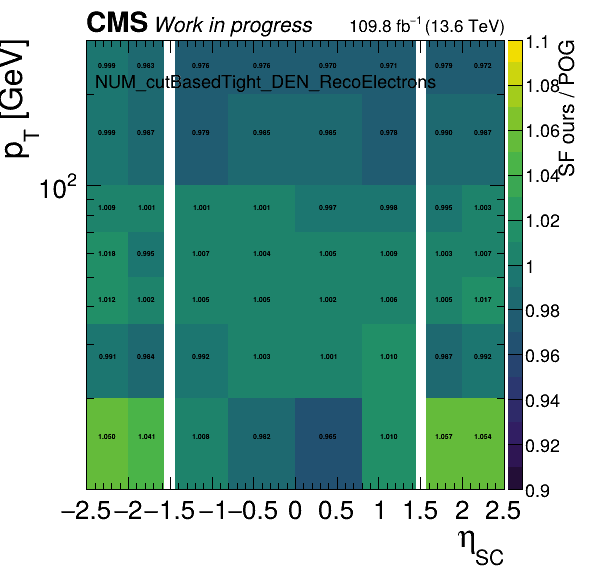 CMS Work in progress 109.8 fb⁻¹ (13.6 TeV)
NUM_cutBasedTight_DEN_RecoElectrons
p_T [GeV]
10²
0.999 0.983 0.976 0.976 0.970 0.971 0.979 0.972
0.999 0.987 0.979 0.985 0.985 0.978 0.990 0.987
1.009 1.001 1.001 1.001 0.997 0.998 0.995 1.003
1.018 0.995 1.007 1.004 1.005 1.009 1.003 1.007
1.012 1.002 1.005 1.005 1.002 1.006 1.005 1.017
0.991 0.984 0.992 1.003 1.001 1.010 0.987 0.992
1.050 1.041 1.008 0.982 0.965 1.010 1.057 1.054
−2.5 −2 −1.5 −1 −0.5 0 0.5 1 1.5 2 2.5
η_SC
1.1
1.08
1.06
1.04
1.02
1
0.98
0.96
0.94
0.92
0.9
SF ours / POG